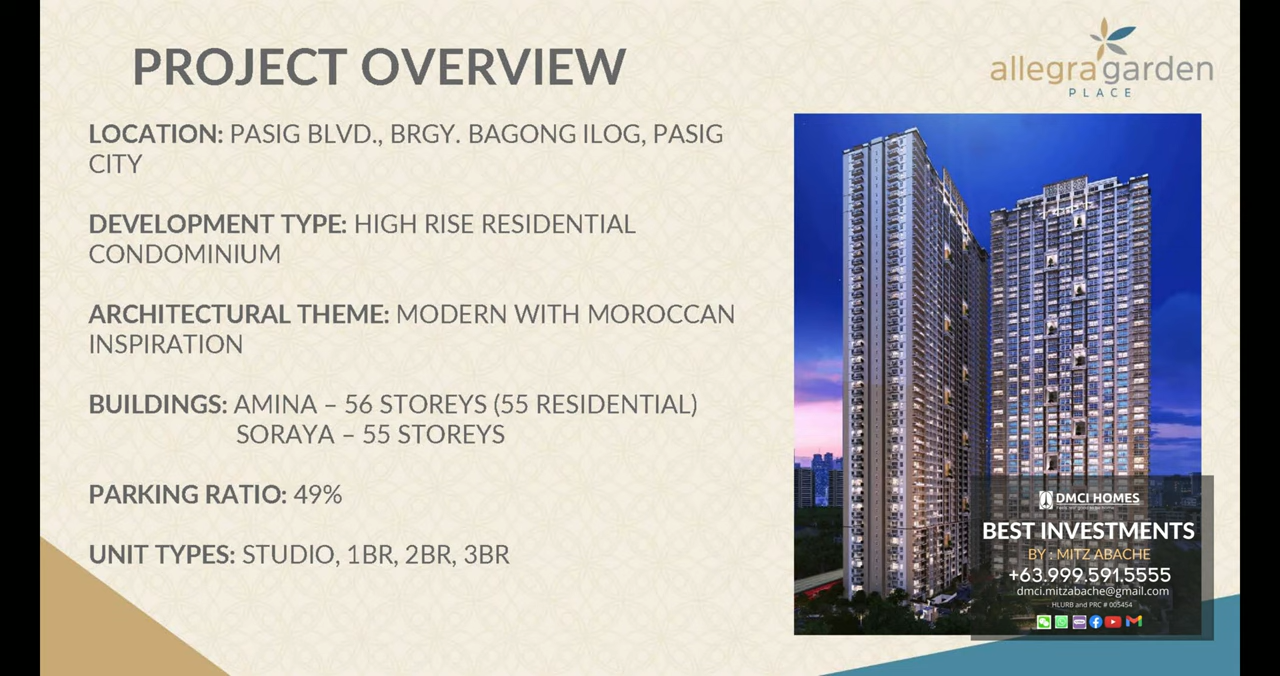 PROJECT OVERVIEW
allegra garden
PLACE
LOCATION: PASIG BLVD., BRGY. BAGONG ILOG, PASIG
CITY
DEVELOPMENT TYPE: HIGH RISE RESIDENTIAL
CONDOMINIUM
ARCHITECTURAL THEME: MODERN WITH MOROCCAN
INSPIRATION
BUILDINGS: AMINA – 56 STOREYS (55 RESIDENTIAL)
SORAYA – 55 STOREYS
PARKING RATIO: 49%
UNIT TYPES: STUDIO, 1BR, 2BR, 3BR
DMCI HOMES
BEST INVESTMENTS
BY : MITZ ABACHE
+63.999.591.5555
dmci.mitzabache@gmail.com
HLURB and PRC # 005454